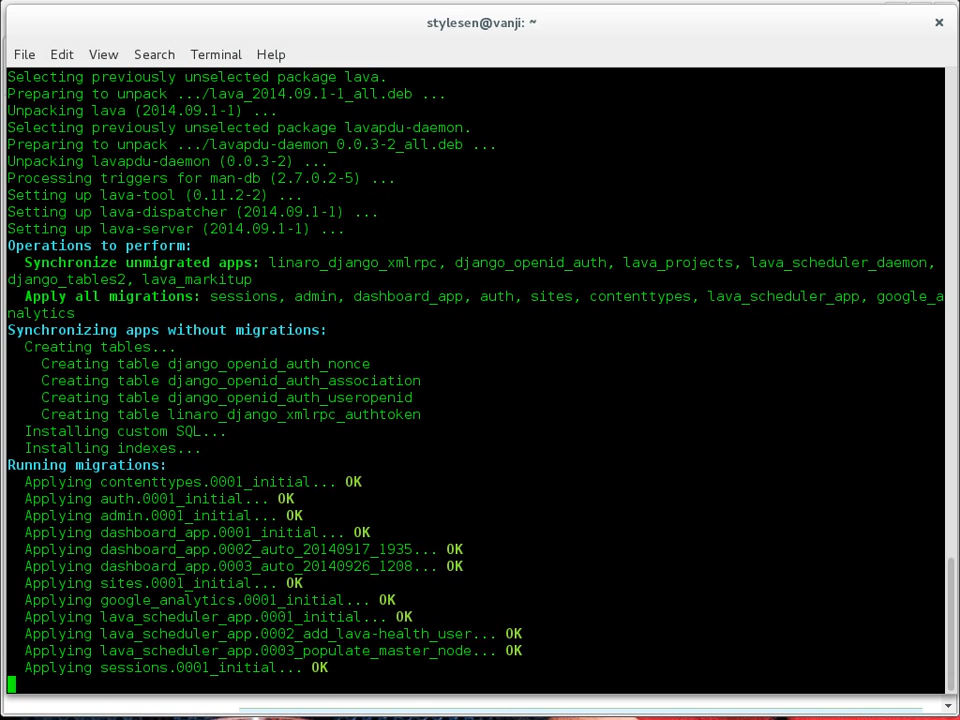 stylesen@vanji: ~
File Edit View Search Terminal Help
Selecting previously unselected package lava.
Preparing to unpack .../lava_2014.09.1-1_all.deb ...
Unpacking lava (2014.09.1-1) ...
Selecting previously unselected package lavapdu-daemon.
Preparing to unpack .../lavapdu-daemon_0.0.3-2_all.deb ...
Unpacking lavapdu-daemon (0.0.3-2) ...
Processing triggers for man-db (2.7.0.2-5) ...
Setting up lava-tool (0.11.2-2) ...
Setting up lava-dispatcher (2014.09.1-1) ...
Setting up lava-server (2014.09.1-1) ...
Operations to perform:
  Synchronize unmigrated apps: linaro_django_xmlrpc, django_openid_auth, lava_projects, lava_scheduler_daemon,
django_tables2, lava_markitup
  Apply all migrations: sessions, admin, dashboard_app, auth, sites, contenttypes, lava_scheduler_app, google_a
nalytics
Synchronizing apps without migrations:
  Creating tables...
    Creating table django_openid_auth_nonce
    Creating table django_openid_auth_association
    Creating table django_openid_auth_useropenid
    Creating table linaro_django_xmlrpc_authtoken
  Installing custom SQL...
  Installing indexes...
Running migrations:
  Applying contenttypes.0001_initial... OK
  Applying auth.0001_initial... OK
  Applying admin.0001_initial... OK
  Applying dashboard_app.0001_initial... OK
  Applying dashboard_app.0002_auto_20140917_1935... OK
  Applying dashboard_app.0003_auto_20140926_1208... OK
  Applying sites.0001_initial... OK
  Applying google_analytics.0001_initial... OK
  Applying lava_scheduler_app.0001_initial... OK
  Applying lava_scheduler_app.0002_add_lava-health_user... OK
  Applying lava_scheduler_app.0003_populate_master_node... OK
  Applying sessions.0001_initial... OK